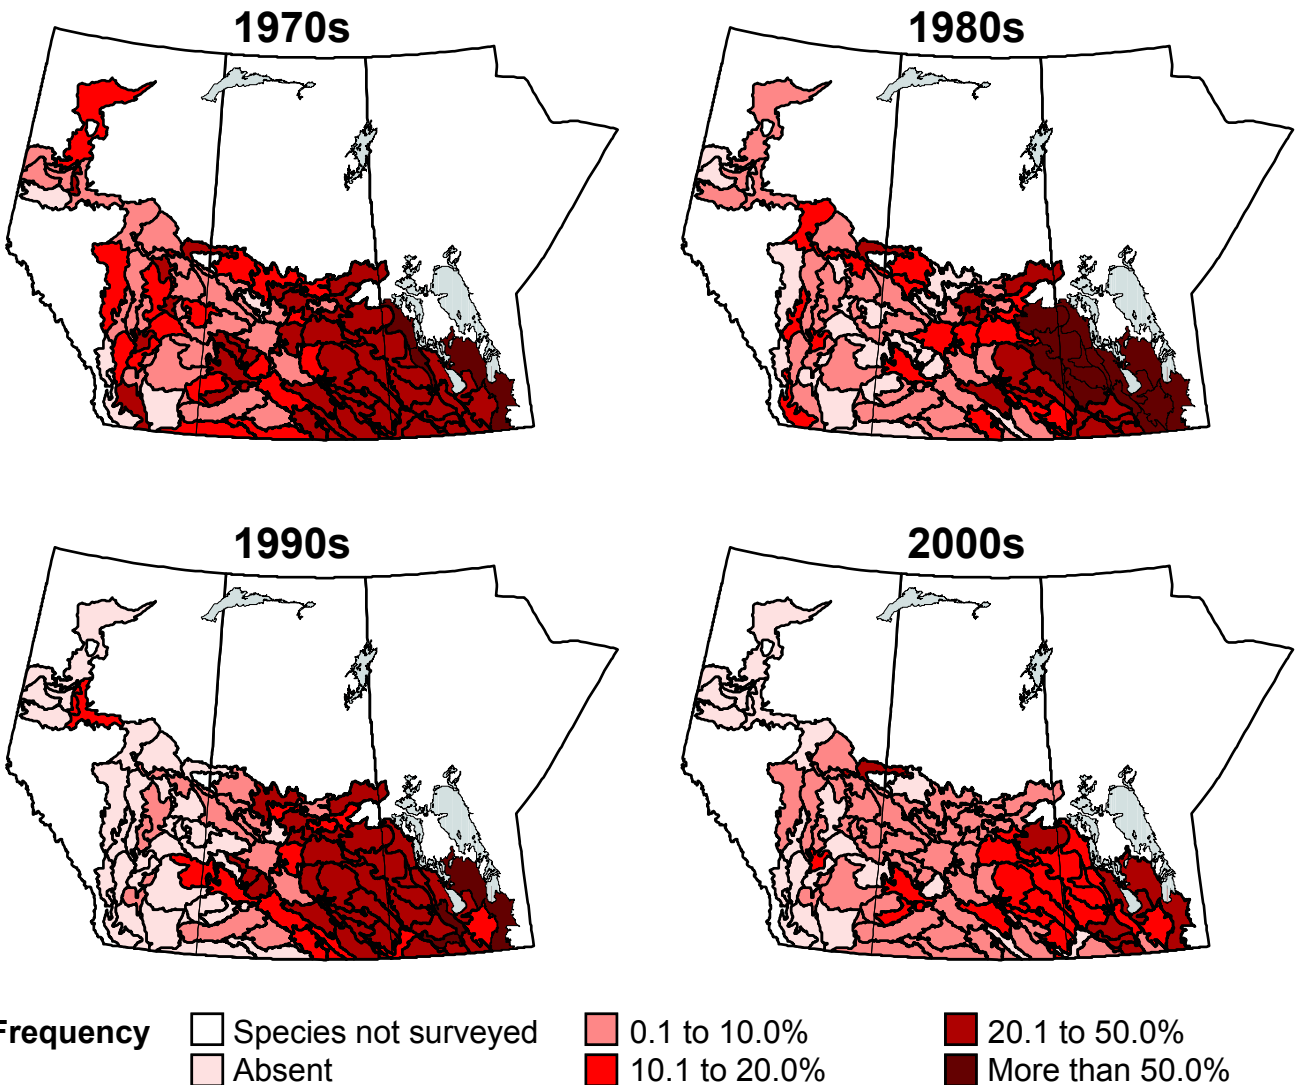 1970s
1980s
1990s
2000s
Frequency
Species not surveyed
0.1 to 10.0%
20.1 to 50.0%
Absent
10.1 to 20.0%
More than 50.0%